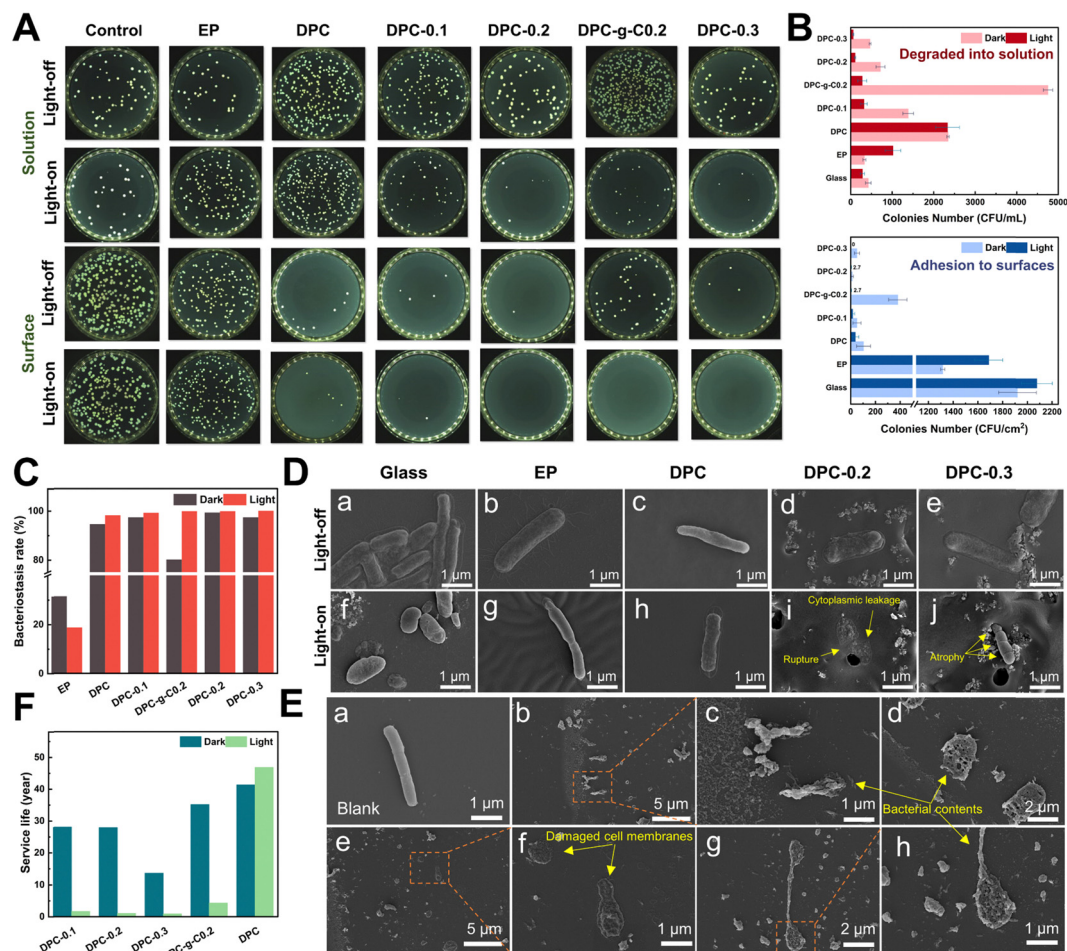 A
Control EP DPC DPC-0.1 DPC-0.2 DPC-g-C0.2 DPC-0.3
Solution
Light-off
Light-on
Surface
Light-off
Light-on
B
Dark Light
Degraded into solution
DPC-0.3
DPC-0.2
DPC-g-C0.2
DPC-0.1
DPC
EP
Glass
0 1000 2000 3000 4000 5000
Colonies Number (CFU/mL)
Dark Light
Adhesion to surfaces
DPC-0.3 0
DPC-0.2 2.7
DPC-g-C0.2 2.7
DPC-0.1
DPC
EP
Glass
0 200 400 1200 1400 1600 1800 2000 2200
Colonies Number (CFU/cm²)
C
Dark Light
Bacteriostasis rate (%)
100
80
20
0
EP DPC DPC-0.1 DPC-g-C0.2 DPC-0.2 DPC-0.3
D
Glass EP DPC DPC-0.2 DPC-0.3
Light-off
a b c d e
1 μm 1 μm 1 μm 1 μm 1 μm
Light-on
f g h i j
Cytoplasmic leakage
Rupture
Atrophy
1 μm 1 μm 1 μm 1 μm 1 μm
F
Dark Light
Service life (year)
50
40
30
20
10
0
DPC-0.1 DPC-0.2 DPC-0.3 DPC-g-C0.2 DPC
E
a b c d
Blank
Bacterial contents
1 μm 5 μm 1 μm 2 μm
e f g h
Damaged cell membranes
5 μm 1 μm 2 μm 1 μm